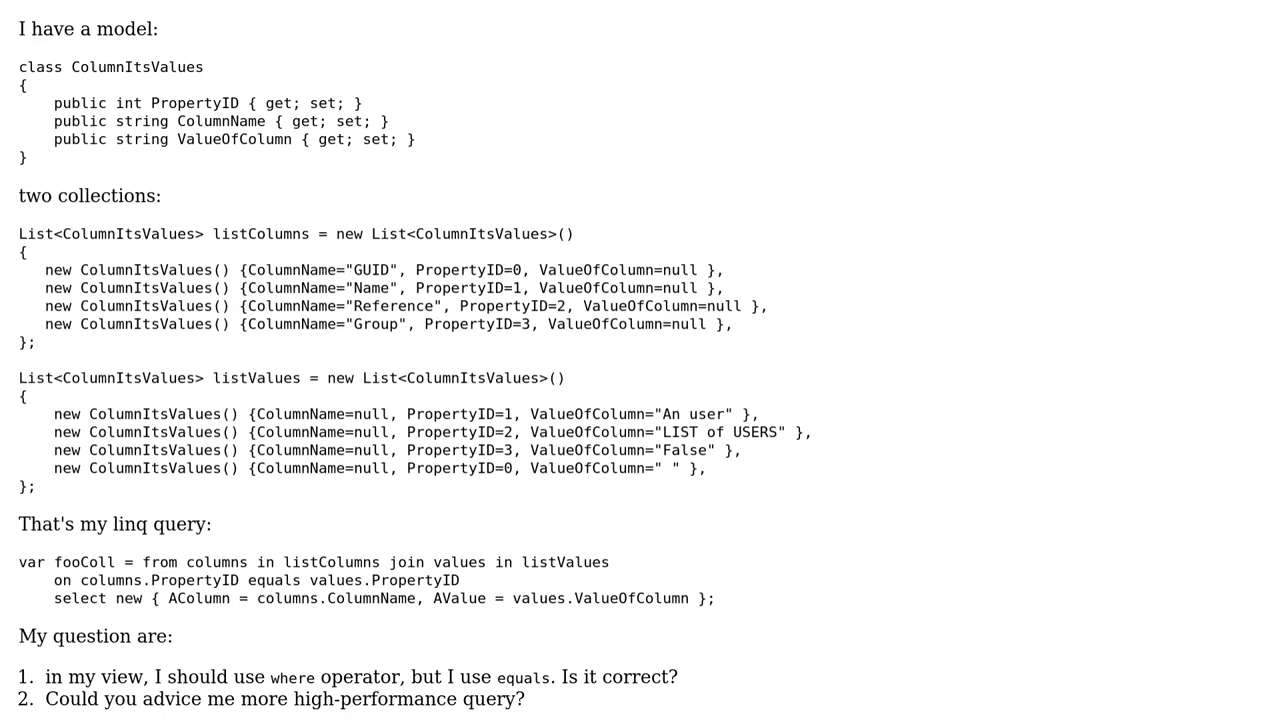 I have a model:
class ColumnItsValues
{
    public int PropertyID { get; set; }
    public string ColumnName { get; set; }
    public string ValueOfColumn { get; set; }
}
two collections:
List<ColumnItsValues> listColumns = new List<ColumnItsValues>()
{
   new ColumnItsValues() {ColumnName="GUID", PropertyID=0, ValueOfColumn=null },
   new ColumnItsValues() {ColumnName="Name", PropertyID=1, ValueOfColumn=null },
   new ColumnItsValues() {ColumnName="Reference", PropertyID=2, ValueOfColumn=null },
   new ColumnItsValues() {ColumnName="Group", PropertyID=3, ValueOfColumn=null },
};
List<ColumnItsValues> listValues = new List<ColumnItsValues>()
{
    new ColumnItsValues() {ColumnName=null, PropertyID=1, ValueOfColumn="An user" },
    new ColumnItsValues() {ColumnName=null, PropertyID=2, ValueOfColumn="LIST of USERS" },
    new ColumnItsValues() {ColumnName=null, PropertyID=3, ValueOfColumn="False" },
    new ColumnItsValues() {ColumnName=null, PropertyID=0, ValueOfColumn=" " },
};
That's my linq query:
var fooColl = from columns in listColumns join values in listValues
    on columns.PropertyID equals values.PropertyID
    select new { AColumn = columns.ColumnName, AValue = values.ValueOfColumn };
My question are:
1. in my view, I should use where operator, but I use equals. Is it correct?
2. Could you advice me more high-performance query?